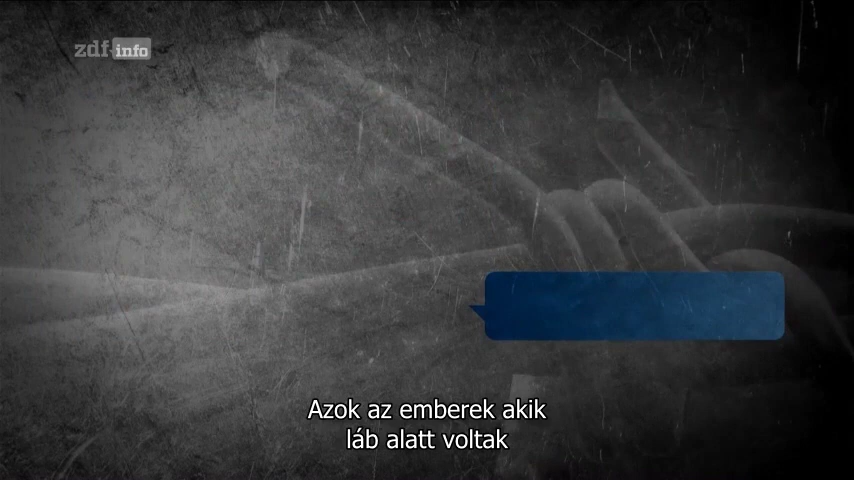 zdf info
Azok az emberek akik
láb alatt voltak